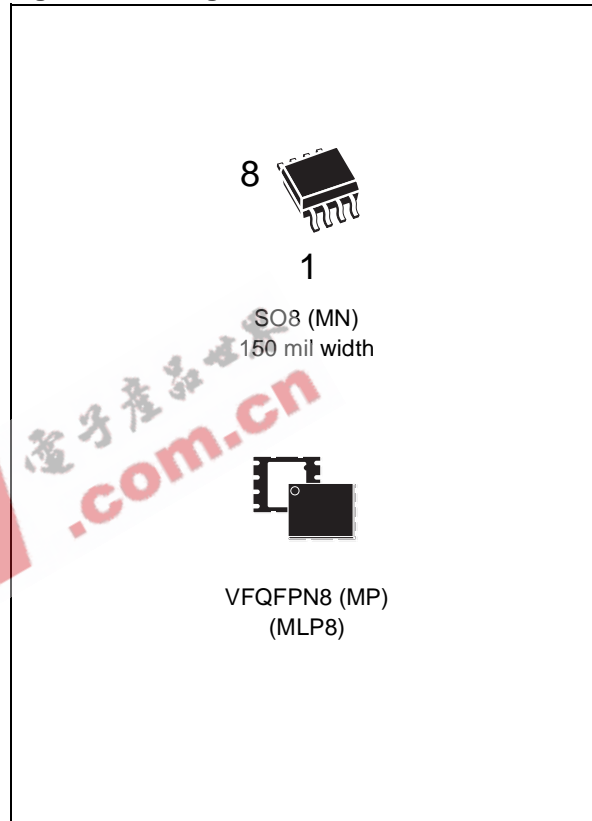 8
1
SO8 (MN)
150 mil width
電子產品世界
.com.cn
VFQFPN8 (MP)
(MLP8)